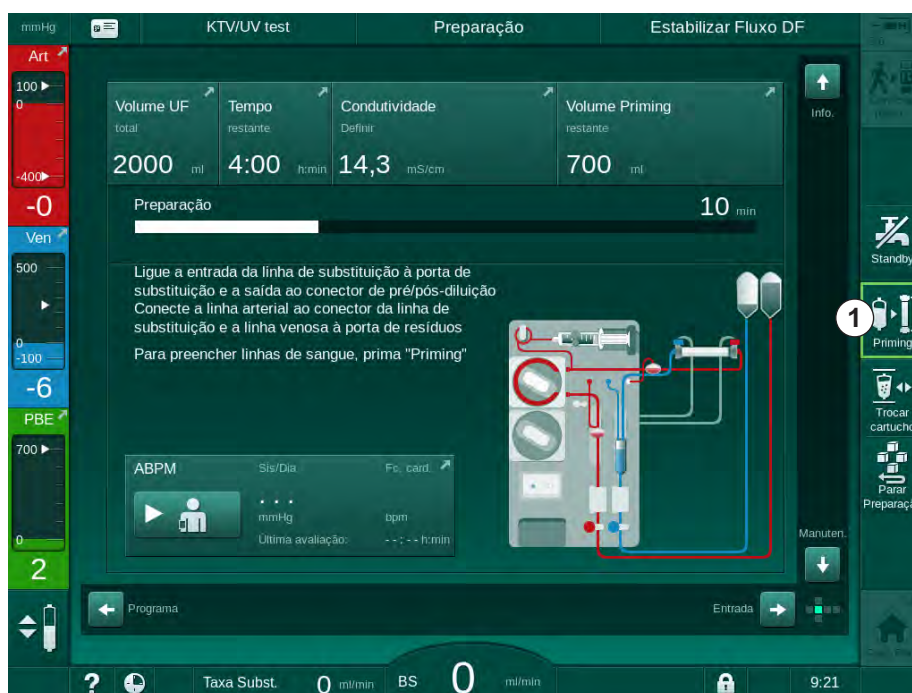 mmHg
KTV/UV test
Preparação
Estabilizar Fluxo DF
Art
100
0
-400
-0
Ven
500
0
-100
-6
PBE
700
0
2
Volume UF
total
2000 ml
Tempo
restante
4:00 h:min
Condutividade
Definir
14,3 mS/cm
Volume Priming
restante
700 ml
Info.
Preparação
10 min
Ligue a entrada da linha de substituição à porta de
substituição e a saída ao conector de pré/pós-diluição
Conecte a linha arterial ao conector da linha de
substituição e a linha venosa à porta de resíduos
Para preencher linhas de sangue, prima "Priming"
ABPM
Sis/Dia
Fc. card.
. . .
mmHg
bpm
Última avaliação:
--:-- h:min
Standby
1
Priming
Trocar
cartucho
Parar
Preparaçã
Manuten.
Programa
Entrada
?
Taxa Subst.
0 ml/min
BS
0 ml/min
9:21